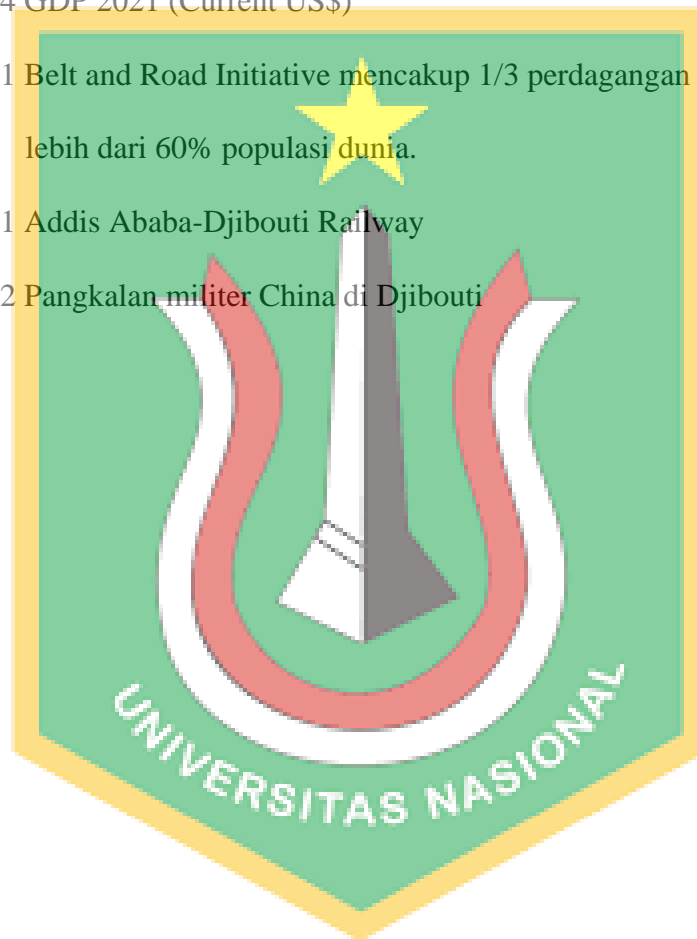 4 GDP 2021 (Current US$)
1 Belt and Road Initiative mencakup 1/3 perdagangan
lebih dari 60% populasi dunia.
1 Addis Ababa-Djibouti Railway
2 Pangkalan militer China di Djibouti
UNIVERSITAS NASIONAL